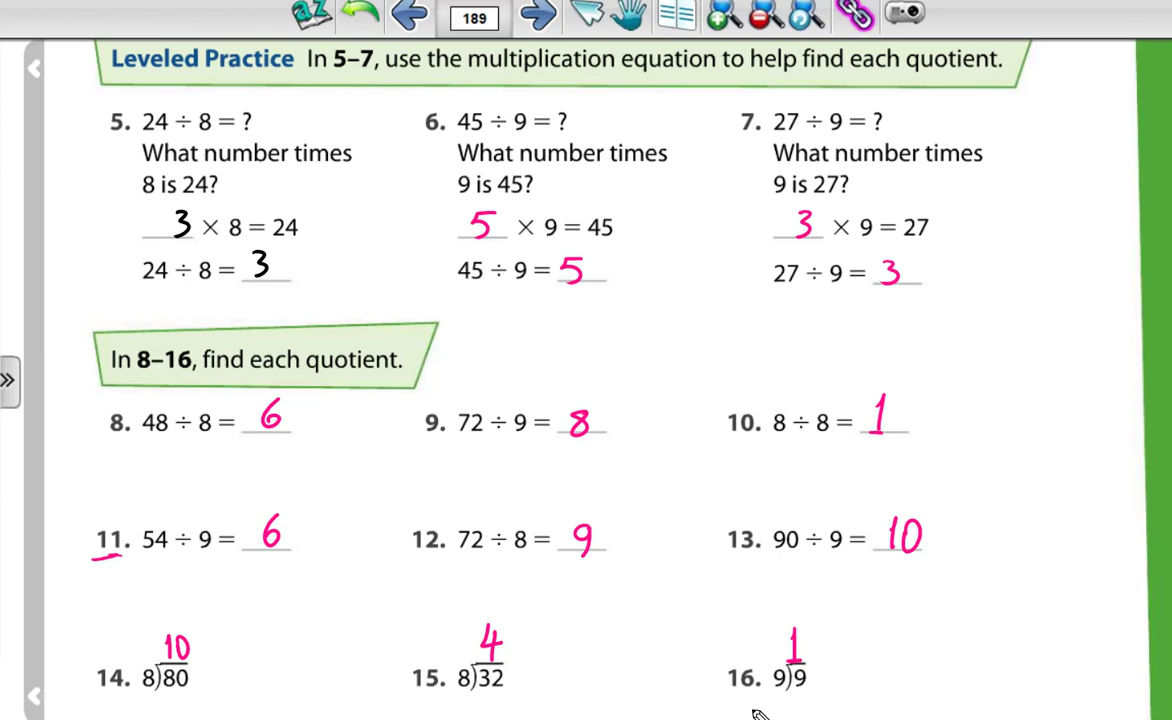 az 189
Leveled Practice In 5–7, use the multiplication equation to help find each quotient.
5. 24 ÷ 8 = ? 6. 45 ÷ 9 = ? 7. 27 ÷ 9 = ?
What number times What number times What number times
8 is 24? 9 is 45? 9 is 27?
3 × 8 = 24 5 × 9 = 45 3 × 9 = 27
24 ÷ 8 = 3 45 ÷ 9 = 5 27 ÷ 9 = 3
In 8–16, find each quotient.
8. 48 ÷ 8 = 6 9. 72 ÷ 9 = 8 10. 8 ÷ 8 = 1
11. 54 ÷ 9 = 6 12. 72 ÷ 8 = 9 13. 90 ÷ 9 = 10
10 4 1
14. 8)80 15. 8)32 16. 9)9